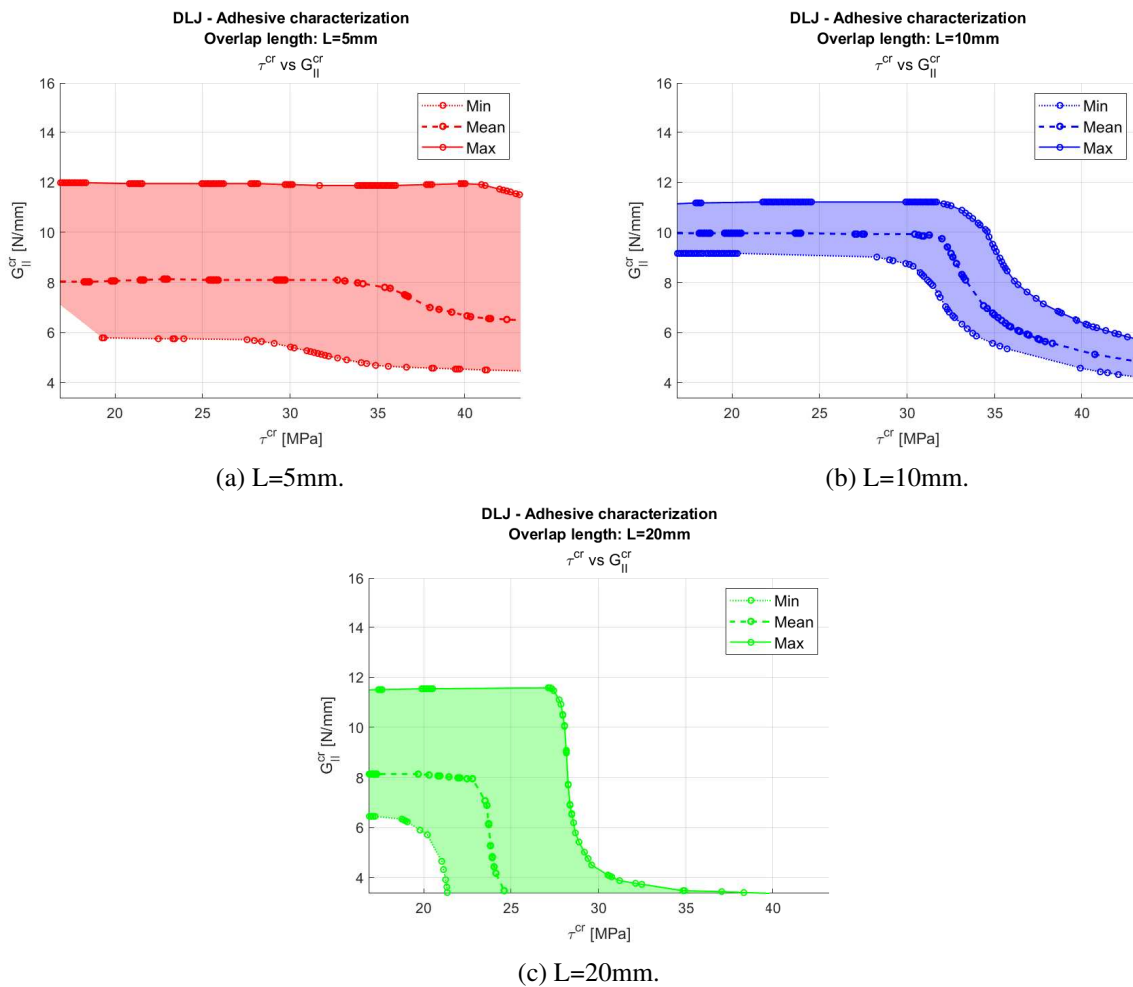 DLJ - Adhesive characterization
Overlap length: L=5mm
τ^cr vs G_II^cr
16
14
12
10
8
6
4
G_II^cr [N/mm]
20 25 30 35 40
τ^cr [MPa]
Min
Mean
Max
(a) L=5mm.
DLJ - Adhesive characterization
Overlap length: L=10mm
τ^cr vs G_II^cr
16
14
12
10
8
6
4
G_II^cr [N/mm]
20 25 30 35 40
τ^cr [MPa]
Min
Mean
Max
(b) L=10mm.
DLJ - Adhesive characterization
Overlap length: L=20mm
τ^cr vs G_II^cr
16
14
12
10
8
6
4
G_II^cr [N/mm]
20 25 30 35 40
τ^cr [MPa]
Min
Mean
Max
(c) L=20mm.